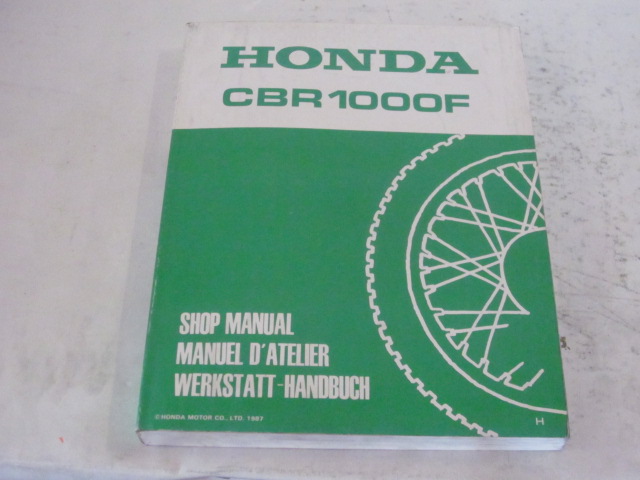 HONDA
CBR1000F
SHOP MANUAL
MANUEL D'ATELIER
WERKSTATT-HANDBUCH
©HONDA MOTOR CO., LTD. 1987
H